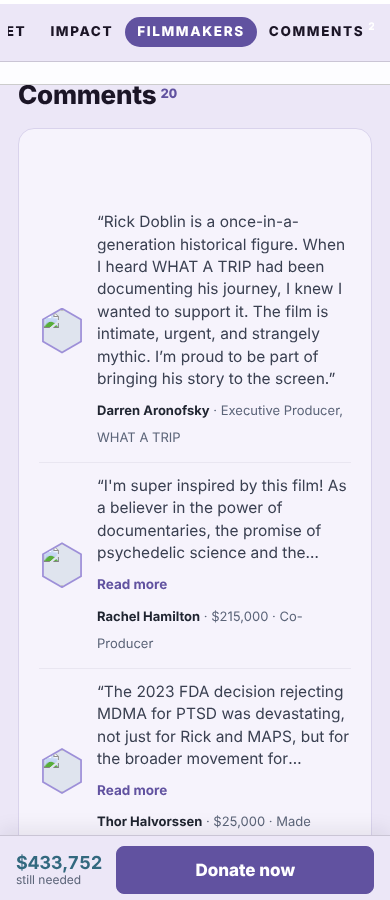 ET IMPACT FILMMAKERS COMMENTS 2
Comments 20
“Rick Doblin is a once-in-a-
generation historical figure. When
I heard WHAT A TRIP had been
documenting his journey, I knew I
wanted to support it. The film is
intimate, urgent, and strangely
mythic. I’m proud to be part of
bringing his story to the screen.”
Darren Aronofsky · Executive Producer,
WHAT A TRIP
“I'm super inspired by this film! As
a believer in the power of
documentaries, the promise of
psychedelic science and the...
Read more
Rachel Hamilton · $215,000 · Co-
Producer
“The 2023 FDA decision rejecting
MDMA for PTSD was devastating,
not just for Rick and MAPS, but for
the broader movement for...
Read more
Thor Halvorssen · $25,000 · Made
$433,752
still needed
Donate now